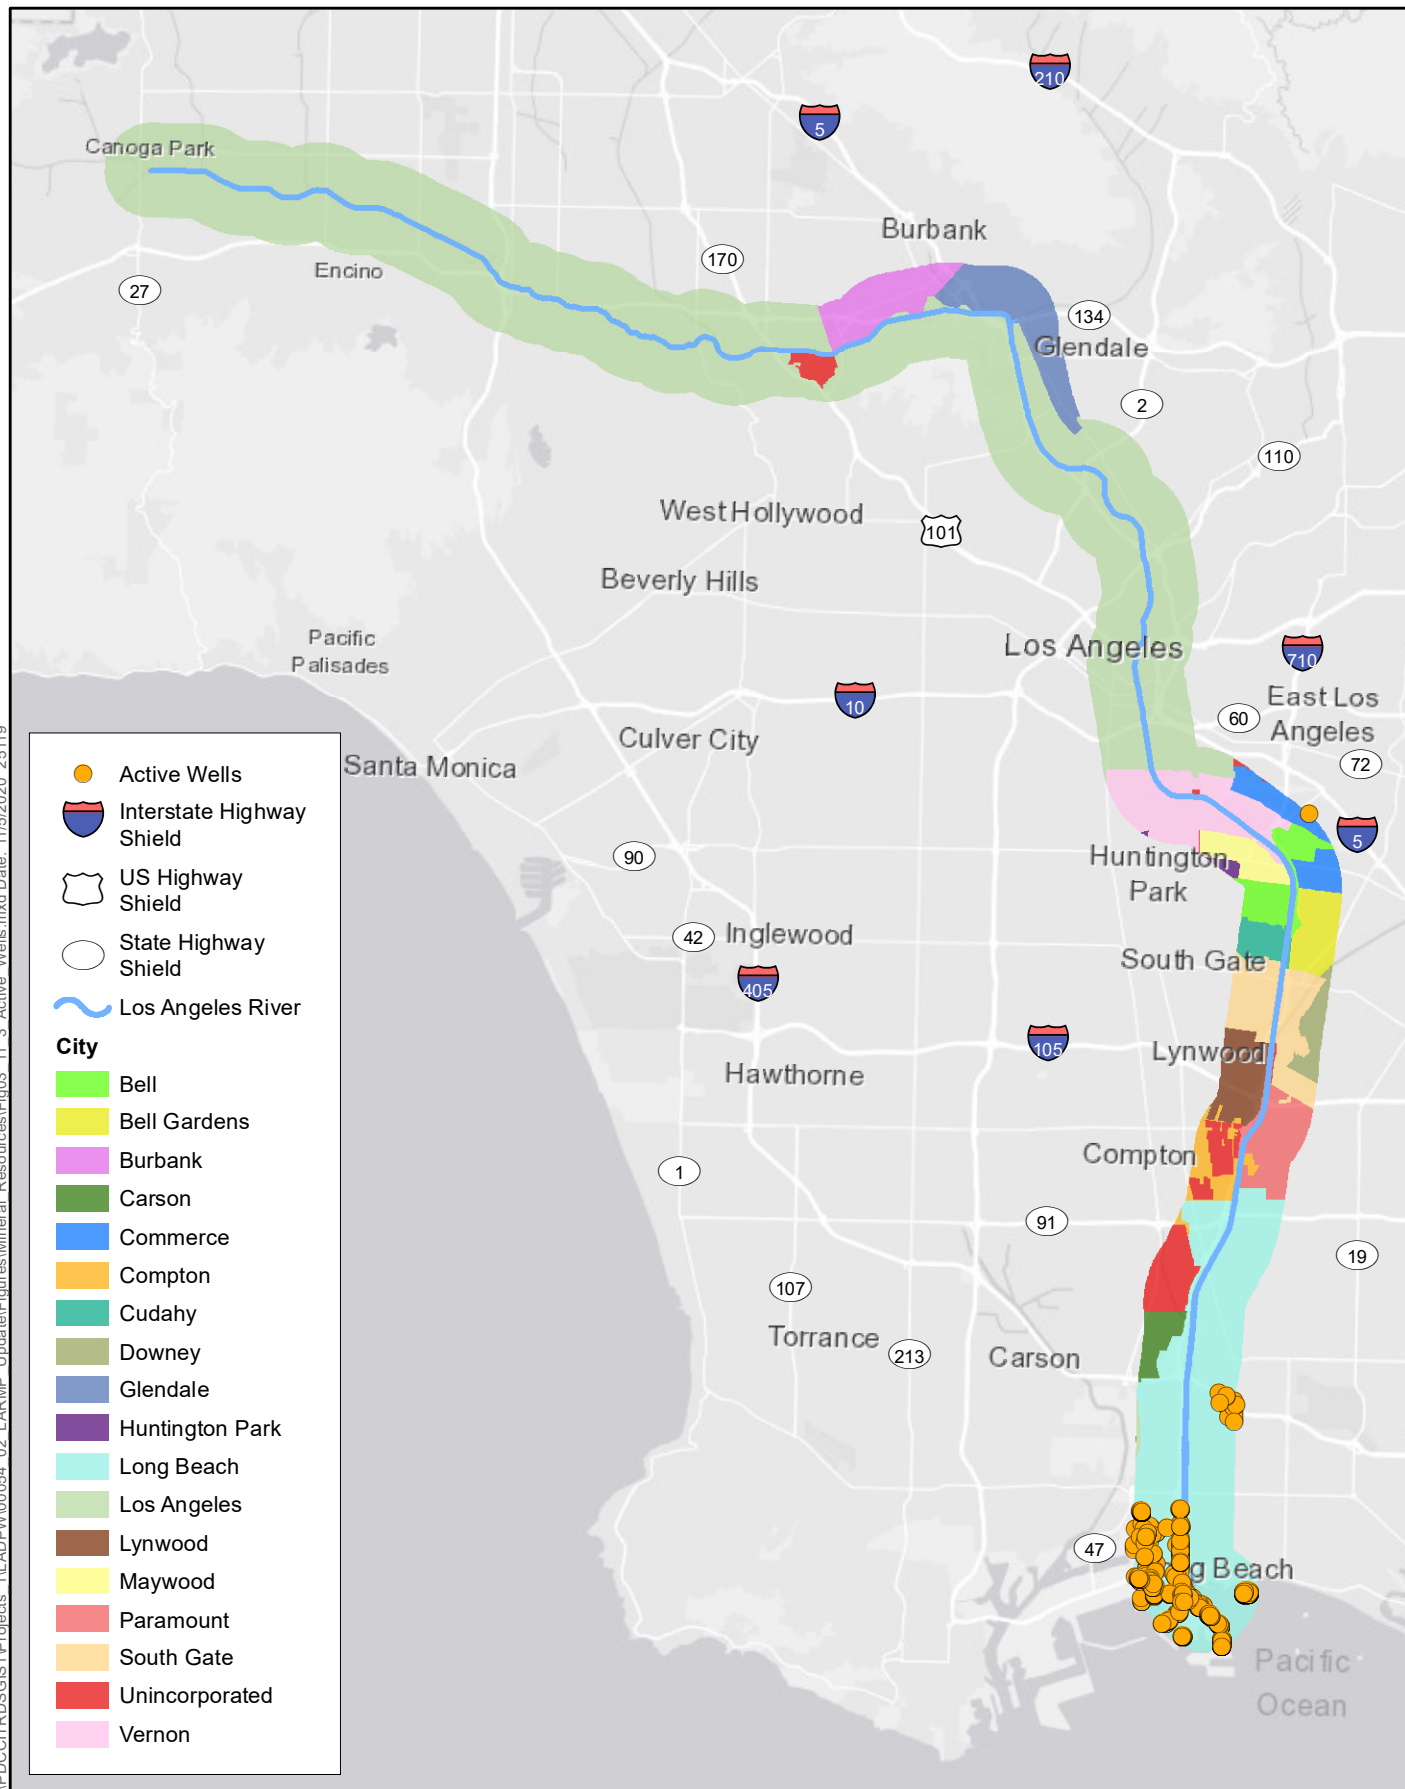 210
5
Canoga Park
Burbank
170
Encino
27
134
Glendale
2
110
West Hollywood
101
Beverly Hills
Pacific
Palisades
Los Angeles
710
10
East Los
Angeles
60
Culver City
72
Santa Monica
5
90
Huntington
Park
42
Inglewood
South Gate
405
105
Lynwood
Hawthorne
Compton
1
91
19
107
Torrance
213
Carson
47
g Beach
Pacific
Ocean
Active Wells
Interstate Highway
Shield
US Highway
Shield
State Highway
Shield
Los Angeles River
City
Bell
Bell Gardens
Burbank
Carson
Commerce
Compton
Cudahy
Downey
Glendale
Huntington Park
Long Beach
Los Angeles
Lynwood
Maywood
Paramount
South Gate
Unincorporated
Vernon